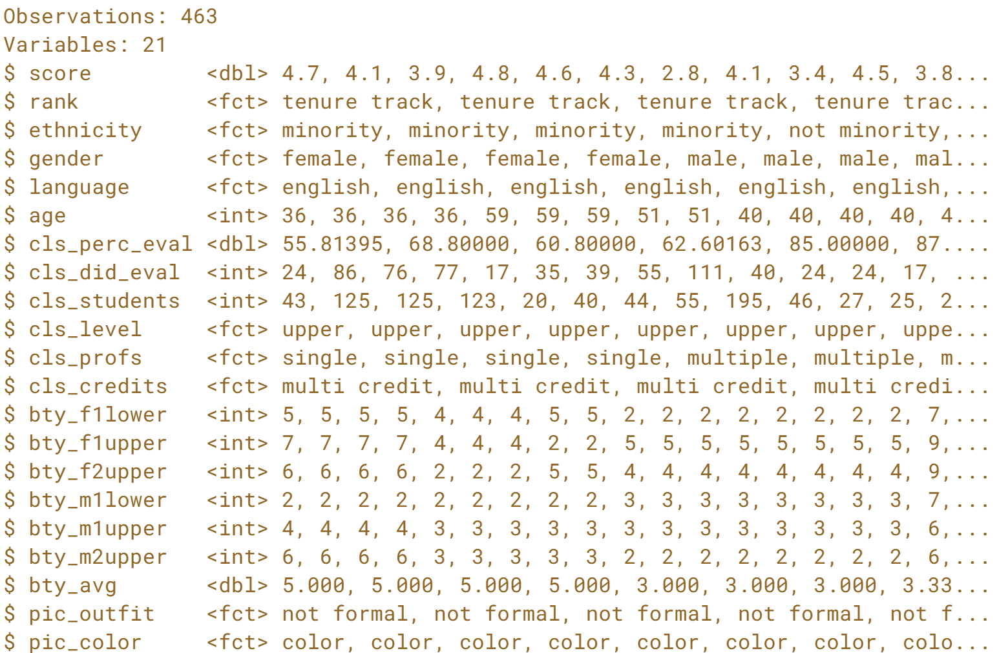 Observations: 463
Variables: 21
$ score         <dbl> 4.7, 4.1, 3.9, 4.8, 4.6, 4.3, 2.8, 4.1, 3.4, 4.5, 3.8...
$ rank          <fct> tenure track, tenure track, tenure track, tenure trac...
$ ethnicity     <fct> minority, minority, minority, minority, not minority,...
$ gender        <fct> female, female, female, female, male, male, male, mal...
$ language      <fct> english, english, english, english, english, english,...
$ age           <int> 36, 36, 36, 36, 59, 59, 59, 51, 51, 40, 40, 40, 40, 4...
$ cls_perc_eval <dbl> 55.81395, 68.80000, 60.80000, 62.60163, 85.00000, 87....
$ cls_did_eval  <int> 24, 86, 76, 77, 17, 35, 39, 55, 111, 40, 24, 24, 17, ...
$ cls_students  <int> 43, 125, 125, 123, 20, 40, 44, 55, 195, 46, 27, 25, 2...
$ cls_level     <fct> upper, upper, upper, upper, upper, upper, upper, uppe...
$ cls_profs     <fct> single, single, single, single, multiple, multiple, m...
$ cls_credits   <fct> multi credit, multi credit, multi credit, multi credi...
$ bty_f1lower   <int> 5, 5, 5, 5, 4, 4, 4, 5, 5, 2, 2, 2, 2, 2, 2, 2, 2, 7,...
$ bty_f1upper   <int> 7, 7, 7, 7, 4, 4, 4, 2, 2, 5, 5, 5, 5, 5, 5, 5, 5, 9,...
$ bty_f2upper   <int> 6, 6, 6, 6, 2, 2, 2, 5, 5, 4, 4, 4, 4, 4, 4, 4, 4, 9,...
$ bty_m1lower   <int> 2, 2, 2, 2, 2, 2, 2, 2, 2, 3, 3, 3, 3, 3, 3, 3, 3, 7,...
$ bty_m1upper   <int> 4, 4, 4, 4, 3, 3, 3, 3, 3, 3, 3, 3, 3, 3, 3, 3, 3, 6,...
$ bty_m2upper   <int> 6, 6, 6, 6, 3, 3, 3, 3, 3, 2, 2, 2, 2, 2, 2, 2, 2, 6,...
$ bty_avg       <dbl> 5.000, 5.000, 5.000, 5.000, 3.000, 3.000, 3.000, 3.33...
$ pic_outfit    <fct> not formal, not formal, not formal, not formal, not f...
$ pic_color     <fct> color, color, color, color, color, color, color, colo...